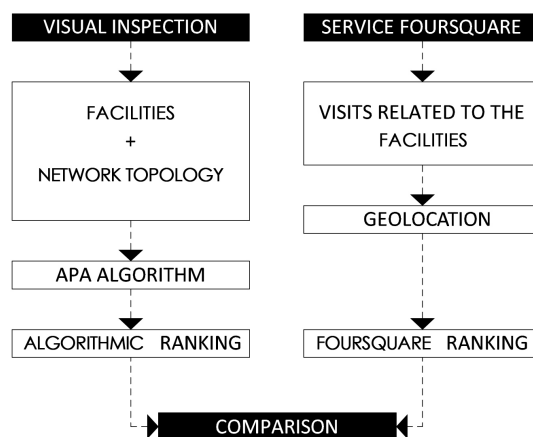 VISUAL INSPECTION
FACILITIES
+
NETWORK TOPOLOGY
APA ALGORITHM
ALGORITHMIC RANKING
SERVICE FOURSQUARE
VISITS RELATED TO THE
FACILITIES
GEOLOCATION
FOURSQUARE RANKING
COMPARISON